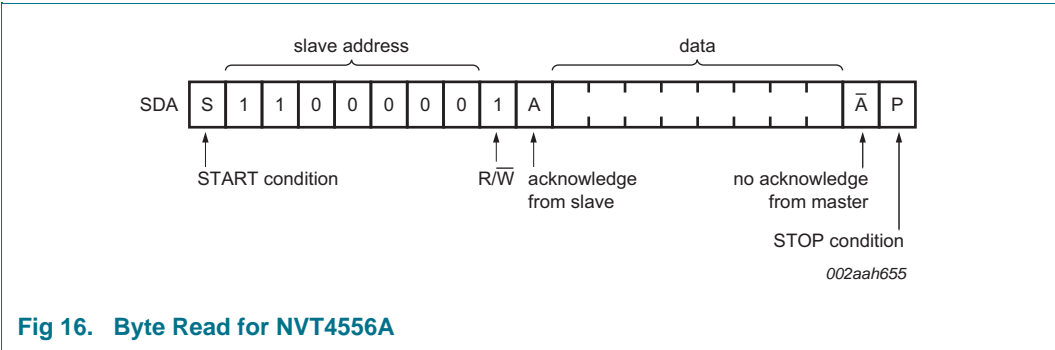 slave address data
SDA S 1 1 0 0 0 0 0 1 A A̅ P
START condition R/W̅ acknowledge from slave no acknowledge from master
STOP condition
002aah655
Fig 16. Byte Read for NVT4556A